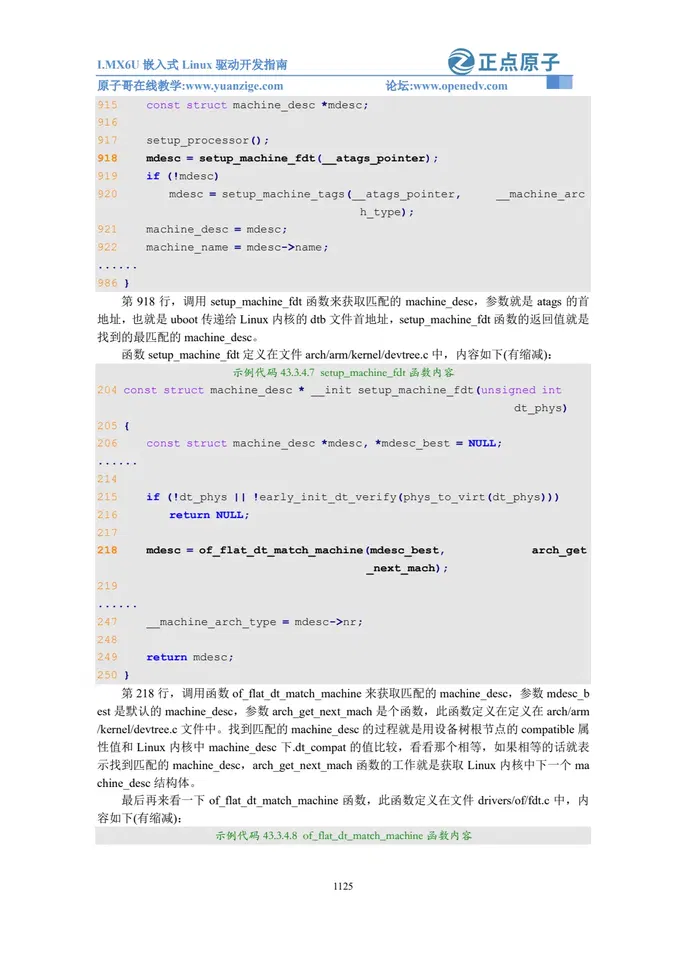 I.MX6U 嵌入式 Linux 驱动开发指南
正点原子
原子哥在线教学:www.yuanzige.com 论坛:www.openedv.com
915 const struct machine_desc *mdesc;
916
917 setup_processor();
918 mdesc = setup_machine_fdt(__atags_pointer);
919 if (!mdesc)
920 mdesc = setup_machine_tags(__atags_pointer, __machine_arc
h_type);
921 machine_desc = mdesc;
922 machine_name = mdesc->name;
......
986 }
第 918 行，调用 setup_machine_fdt 函数来获取匹配的 machine_desc，参数就是 atags 的首
地址，也就是 uboot 传递给 Linux 内核的 dtb 文件首地址，setup_machine_fdt 函数的返回值就是
找到的最匹配的 machine_desc。
函数 setup_machine_fdt 定义在文件 arch/arm/kernel/devtree.c 中，内容如下(有缩减)：
示例代码 43.3.4.7 setup_machine_fdt 函数内容
204 const struct machine_desc * __init setup_machine_fdt(unsigned int
dt_phys)
205 {
206 const struct machine_desc *mdesc, *mdesc_best = NULL;
......
214
215 if (!dt_phys || !early_init_dt_verify(phys_to_virt(dt_phys)))
216 return NULL;
217
218 mdesc = of_flat_dt_match_machine(mdesc_best, arch_get
_next_mach);
219
......
247 __machine_arch_type = mdesc->nr;
248
249 return mdesc;
250 }
第 218 行，调用函数 of_flat_dt_match_machine 来获取匹配的 machine_desc，参数 mdesc_b
est 是默认的 machine_desc，参数 arch_get_next_mach 是个函数，此函数定义在定义在 arch/arm
/kernel/devtree.c 文件中。找到匹配的 machine_desc 的过程就是用设备树根节点的 compatible 属
性值和 Linux 内核中 machine_desc 下.dt_compat 的值比较，看看那个相等，如果相等的话就表
示找到匹配的 machine_desc，arch_get_next_mach 函数的工作就是获取 Linux 内核中下一个 ma
chine_desc 结构体。
最后再来看一下 of_flat_dt_match_machine 函数，此函数定义在文件 drivers/of/fdt.c 中，内
容如下(有缩减)：
示例代码 43.3.4.8 of_flat_dt_match_machine 函数内容
1125